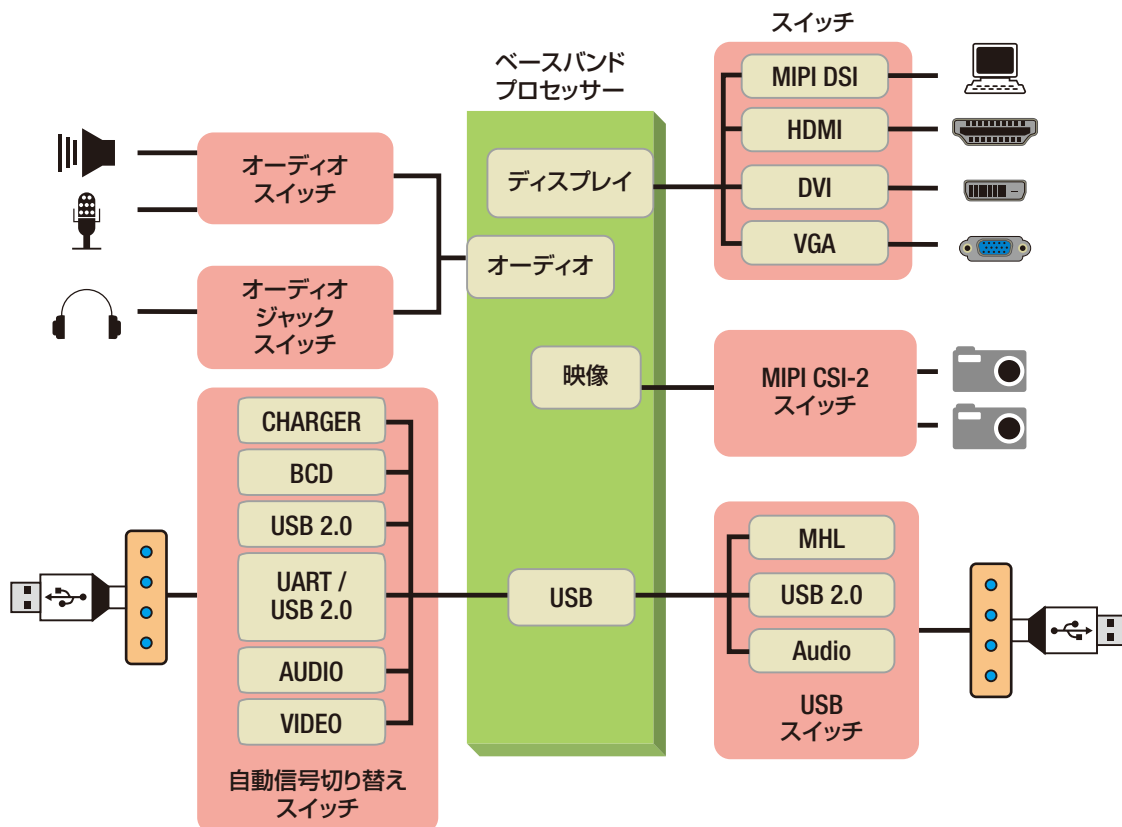 スイッチ
MIPI DSI
HDMI
DVI
VGA
ベースバンド
プロセッサー
ディスプレイ
オーディオ
映像
USB
オーディオ
スイッチ
オーディオ
ジャック
スイッチ
MIPI CSI-2
スイッチ
CHARGER
BCD
USB 2.0
UART /
USB 2.0
AUDIO
VIDEO
自動信号切り替え
スイッチ
MHL
USB 2.0
Audio
USB
スイッチ